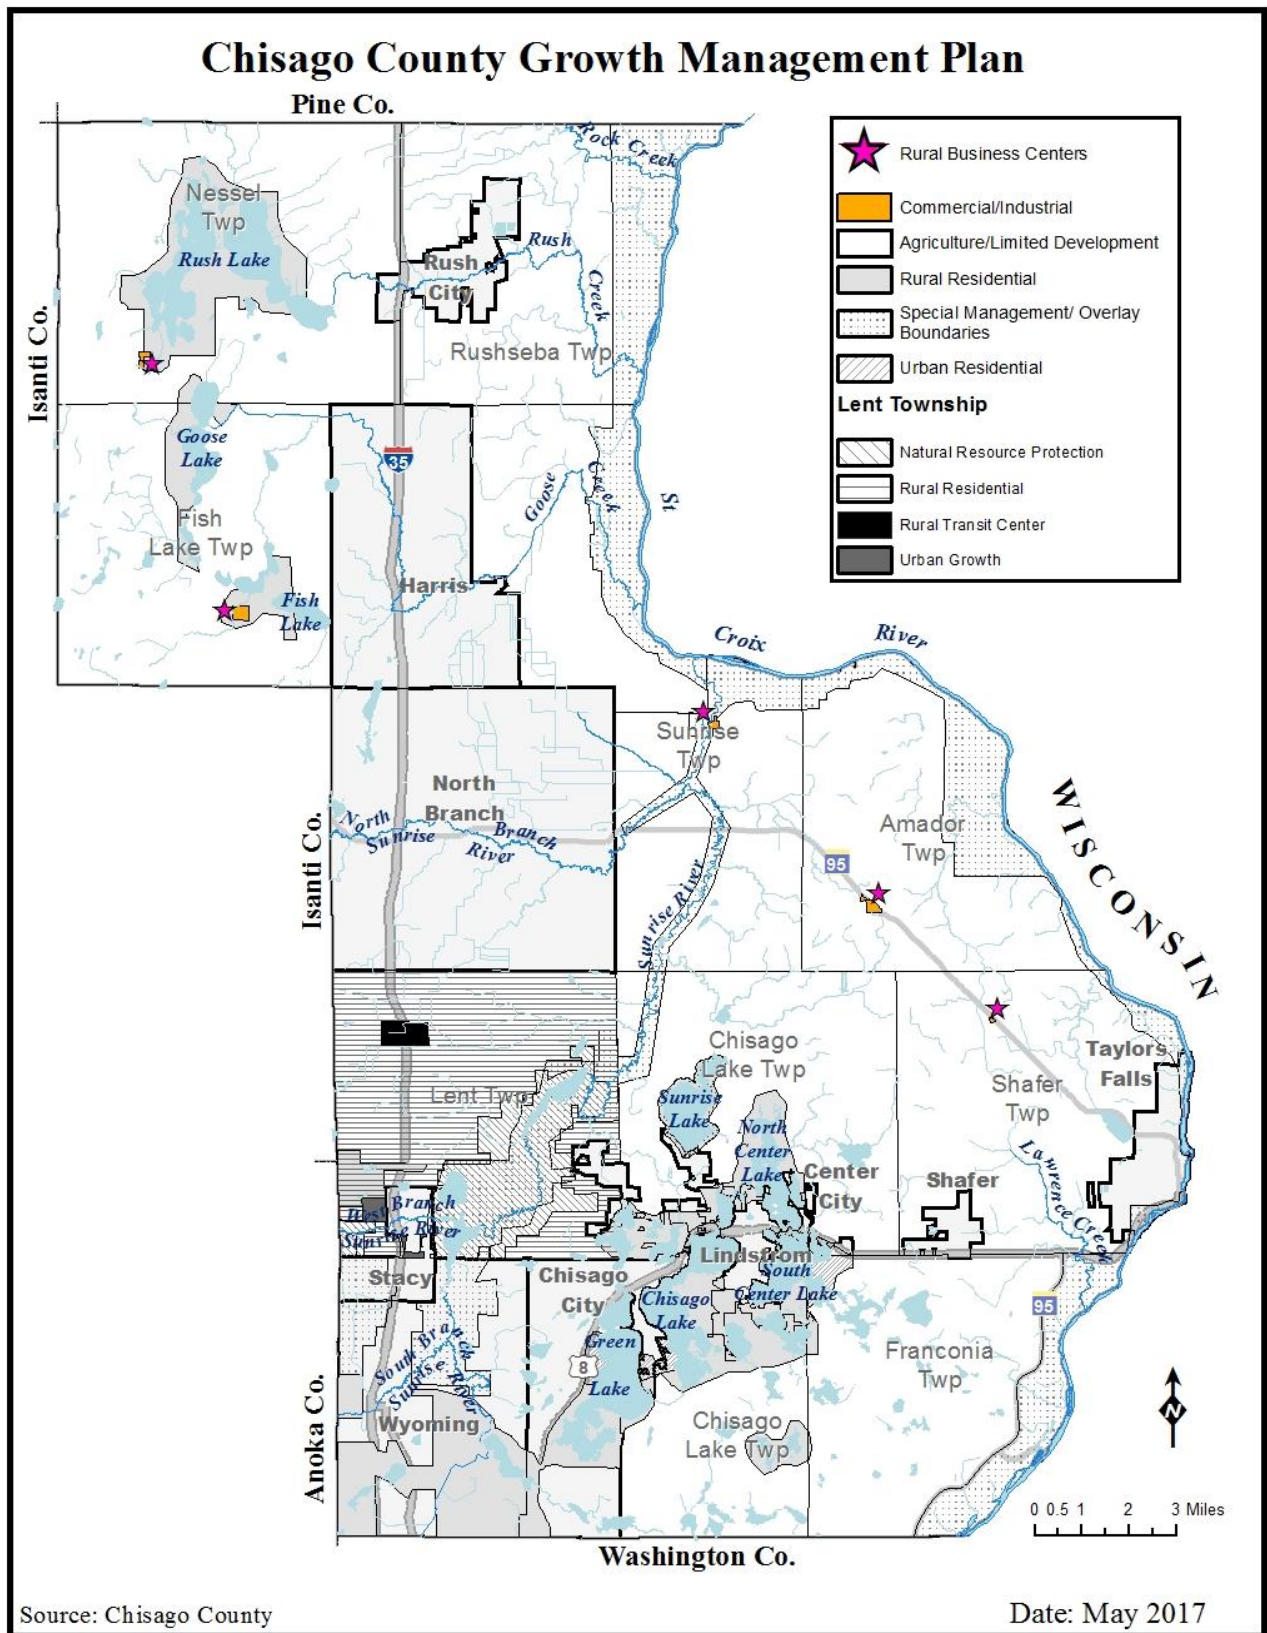 Chisago County Growth Management Plan
Pine Co.
Rural Business Centers
Commercial/Industrial
Agriculture/Limited Development
Rural Residential
Special Management/ Overlay
Boundaries
Urban Residential
Lent Township
Natural Resource Protection
Rural Residential
Rural Transit Center
Urban Growth
Rock Creek
Nessel
Twp
Rush Lake
Rush
City
Rush
Creek
Rushseba Twp
Isanti Co.
Goose
Lake
35
Goose
Creek
St
Croix
River
Fish
Lake Twp
Harris
Fish
Lake
Sunrise
Twp
North
Branch
North
Branch
Sunrise
River
Isanti Co.
Amador
Twp
95
WISCONSIN
Sunrise River
Chisago
Lake Twp
Taylors
Falls
Lent Twp
Sunrise
Lake
Shafer
Twp
North
Center
Lake
Center
City
Shafer
Lawrence Creek
West Branch
Sunrise River
Stacy
Chisago
City
Lindstrom
South
Center Lake
Chisago
Lake
Green
Lake
8
95
South Branch
Sunrise River
Franconia
Twp
Wyoming
Chisago
Lake Twp
Anoka Co.
N
0 0.5 1 2 3 Miles
Washington Co.
Source: Chisago County
Date: May 2017